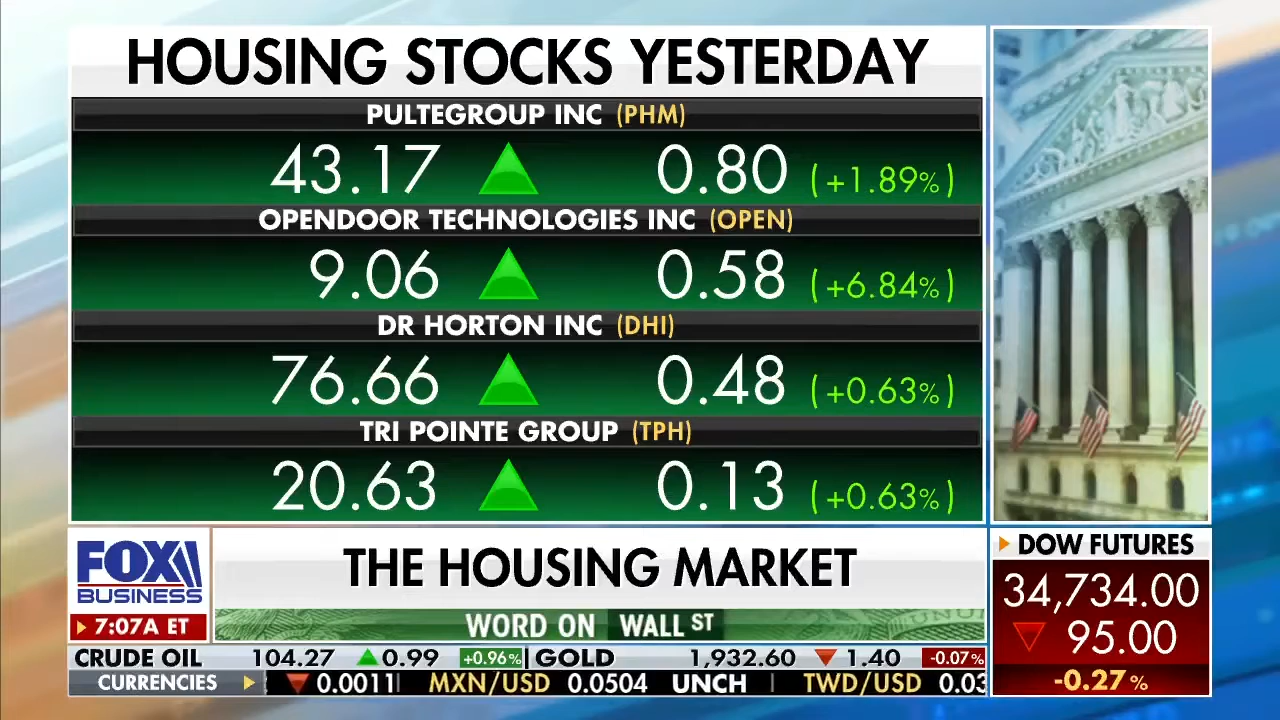 HOUSING STOCKS YESTERDAY
PULTEGROUP INC (PHM)
43.17 ▲ 0.80 (+1.89%)
OPENDOOR TECHNOLOGIES INC (OPEN)
9.06 ▲ 0.58 (+6.84%)
DR HORTON INC (DHI)
76.66 ▲ 0.48 (+0.63%)
TRI POINTE GROUP (TPH)
20.63 ▲ 0.13 (+0.63%)
FOX
BUSINESS
7:07A ET
THE HOUSING MARKET
WORD ON WALL ST
DOW FUTURES
34,734.00
▼ 95.00
-0.27%
CRUDE OIL 104.27 ▲ 0.99 +0.96% GOLD 1,932.60 ▼ 1.40 -0.07%
CURRENCIES ▼ 0.0011 MXN/USD 0.0504 UNCH TWD/USD 0.03